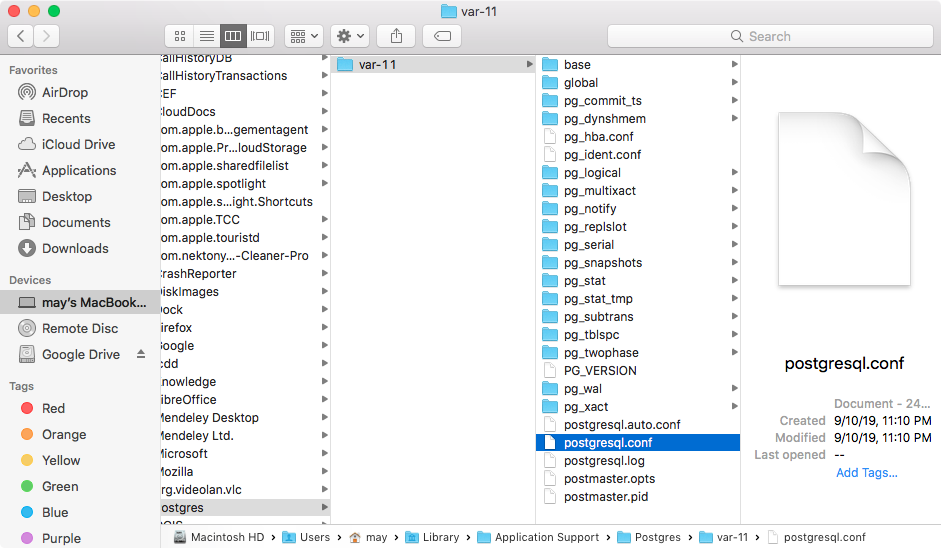 var-11
Search
Favorites
AirDrop
Recents
iCloud Drive
Applications
Desktop
Documents
Downloads
Devices
may's MacBook...
Remote Disc
Google Drive
Tags
Red
Orange
Yellow
Green
Blue
Purple
CallHistoryDB
CallHistoryTransactions
CEF
CloudDocs
com.apple.b...gementagent
com.apple.Pr...loudStorage
com.apple.sharedfilelist
com.apple.spotlight
com.apple.s...ight.Shortcuts
com.apple.TCC
com.apple.touristd
com.nektony...-Cleaner-Pro
CrashReporter
DiskImages
Dock
Firefox
Google
icdd
Knowledge
LibreOffice
Mendeley Desktop
Mendeley Ltd.
Microsoft
Mozilla
org.videolan.vlc
Postgres
QGIS
var-11
base
global
pg_commit_ts
pg_dynshmem
pg_hba.conf
pg_ident.conf
pg_logical
pg_multixact
pg_notify
pg_replslot
pg_serial
pg_snapshots
pg_stat
pg_stat_tmp
pg_subtrans
pg_tblspc
pg_twophase
PG_VERSION
pg_wal
pg_xact
postgresql.auto.conf
postgresql.conf
postgresql.log
postmaster.opts
postmaster.pid
postgresql.conf
Document - 24...
Created 9/10/19, 11:10 PM
Modified 9/10/19, 11:10 PM
Last opened --
Add Tags...
Macintosh HD > Users > may > Library > Application Support > Postgres > var-11 > postgresql.conf